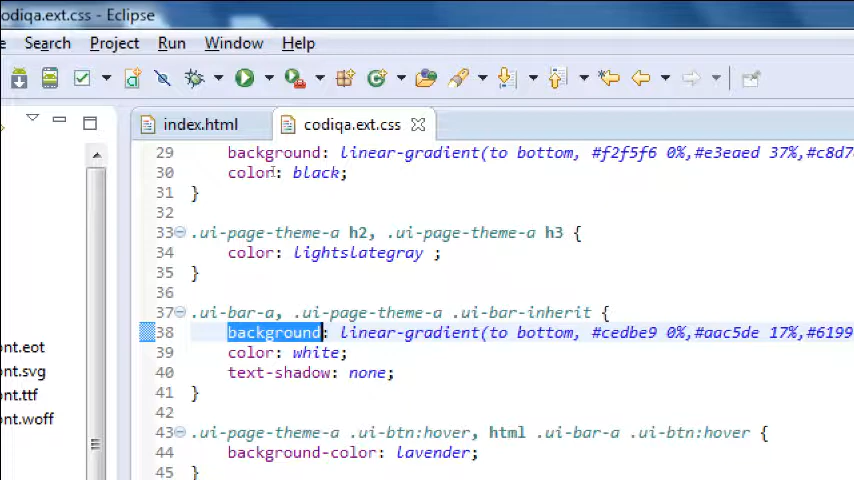 odiqa.ext.css - Eclipse
e Search Project Run Window Help
index.html codiqa.ext.css
29 background: linear-gradient(to bottom, #f2f5f6 0%,#e3eaed 37%,#c8d7
30 color: black;
31 }
32
33 .ui-page-theme-a h2, .ui-page-theme-a h3 {
34 color: lightslategray ;
35 }
36
37 .ui-bar-a, .ui-page-theme-a .ui-bar-inherit {
38 background: linear-gradient(to bottom, #cedbe9 0%,#aac5de 17%,#6199
39 color: white;
40 text-shadow: none;
41 }
42
43 .ui-page-theme-a .ui-btn:hover, html .ui-bar-a .ui-btn:hover {
44 background-color: lavender;
45 }
ont.eot
ont.svg
ont.ttf
ont.woff